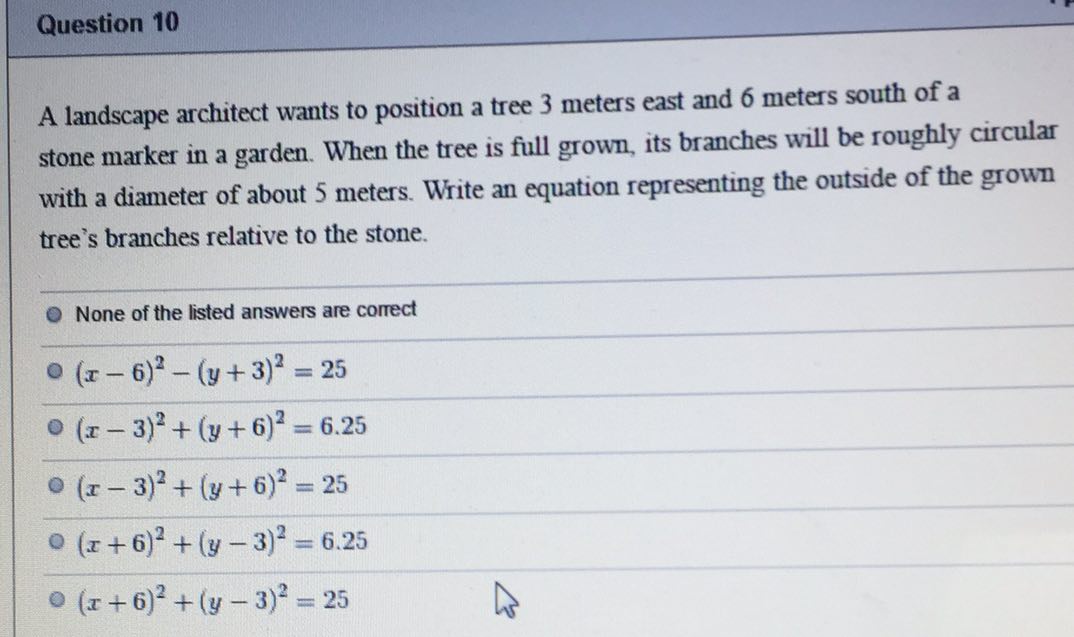 Question 10
A landscape architect wants to position a tree 3 meters east and 6 meters south of a
stone marker in a garden. When the tree is full grown, its branches will be roughly circular
with a diameter of about 5 meters. Write an equation representing the outside of the grown
tree's branches relative to the stone.
None of the listed answers are correct
(x − 6)² − (y + 3)² = 25
(x − 3)² + (y + 6)² = 6.25
(x − 3)² + (y + 6)² = 25
(x + 6)² + (y − 3)² = 6.25
(x + 6)² + (y − 3)² = 25